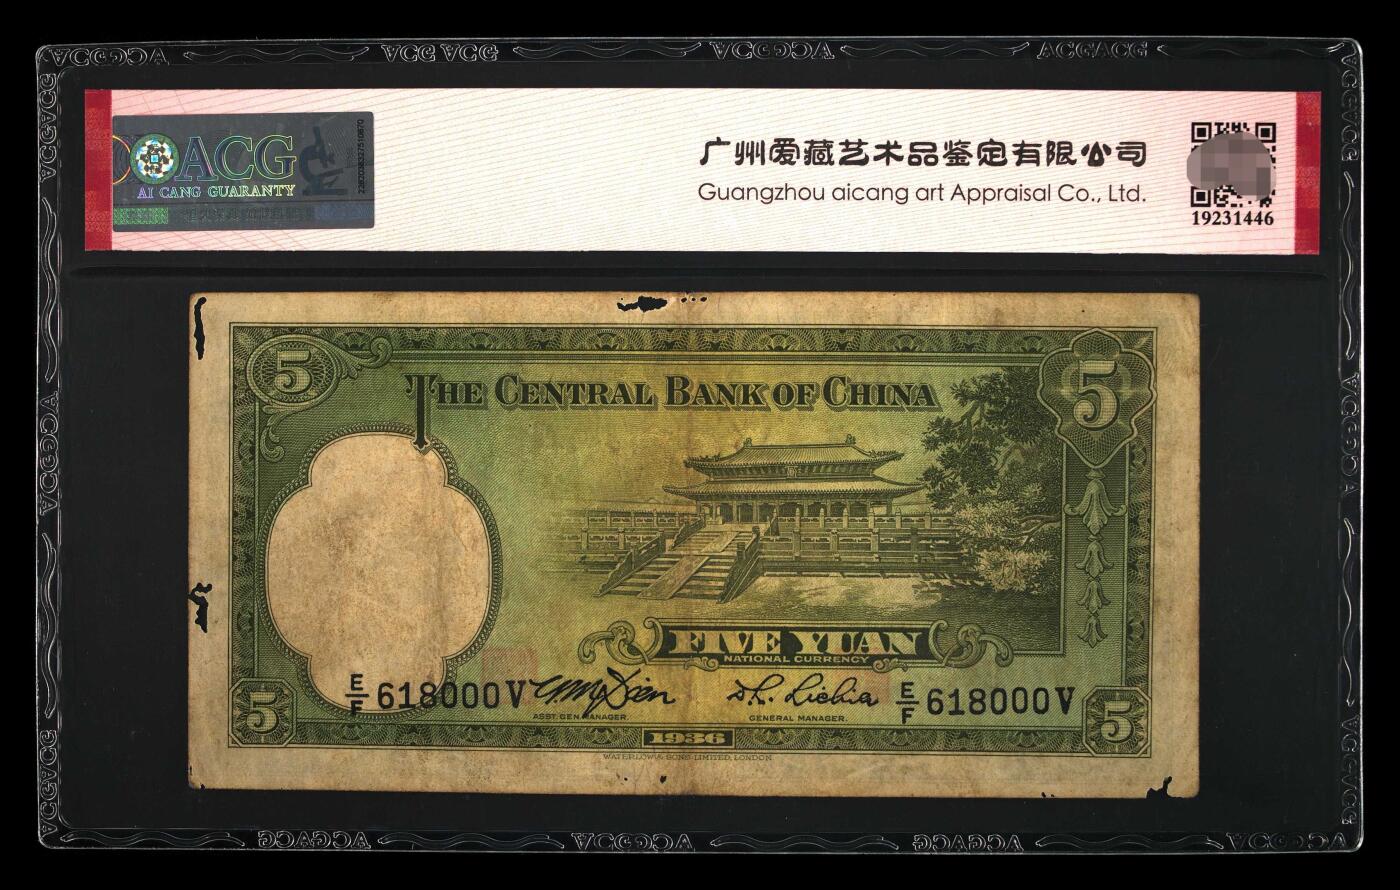 ACG
AI CANG GUARANTY
广州爱藏艺术品鉴定有限公司
Guangzhou aicang art Appraisal Co., Ltd.
19231446
5
5
THE CENTRAL BANK OF CHINA
FIVE YUAN
NATIONAL CURRENCY
E/F 618000V
E/F 618000V
ASST. GEN. MANAGER.
GENERAL MANAGER.
5
1936
5
WATERLOW & SONS LIMITED, LONDON